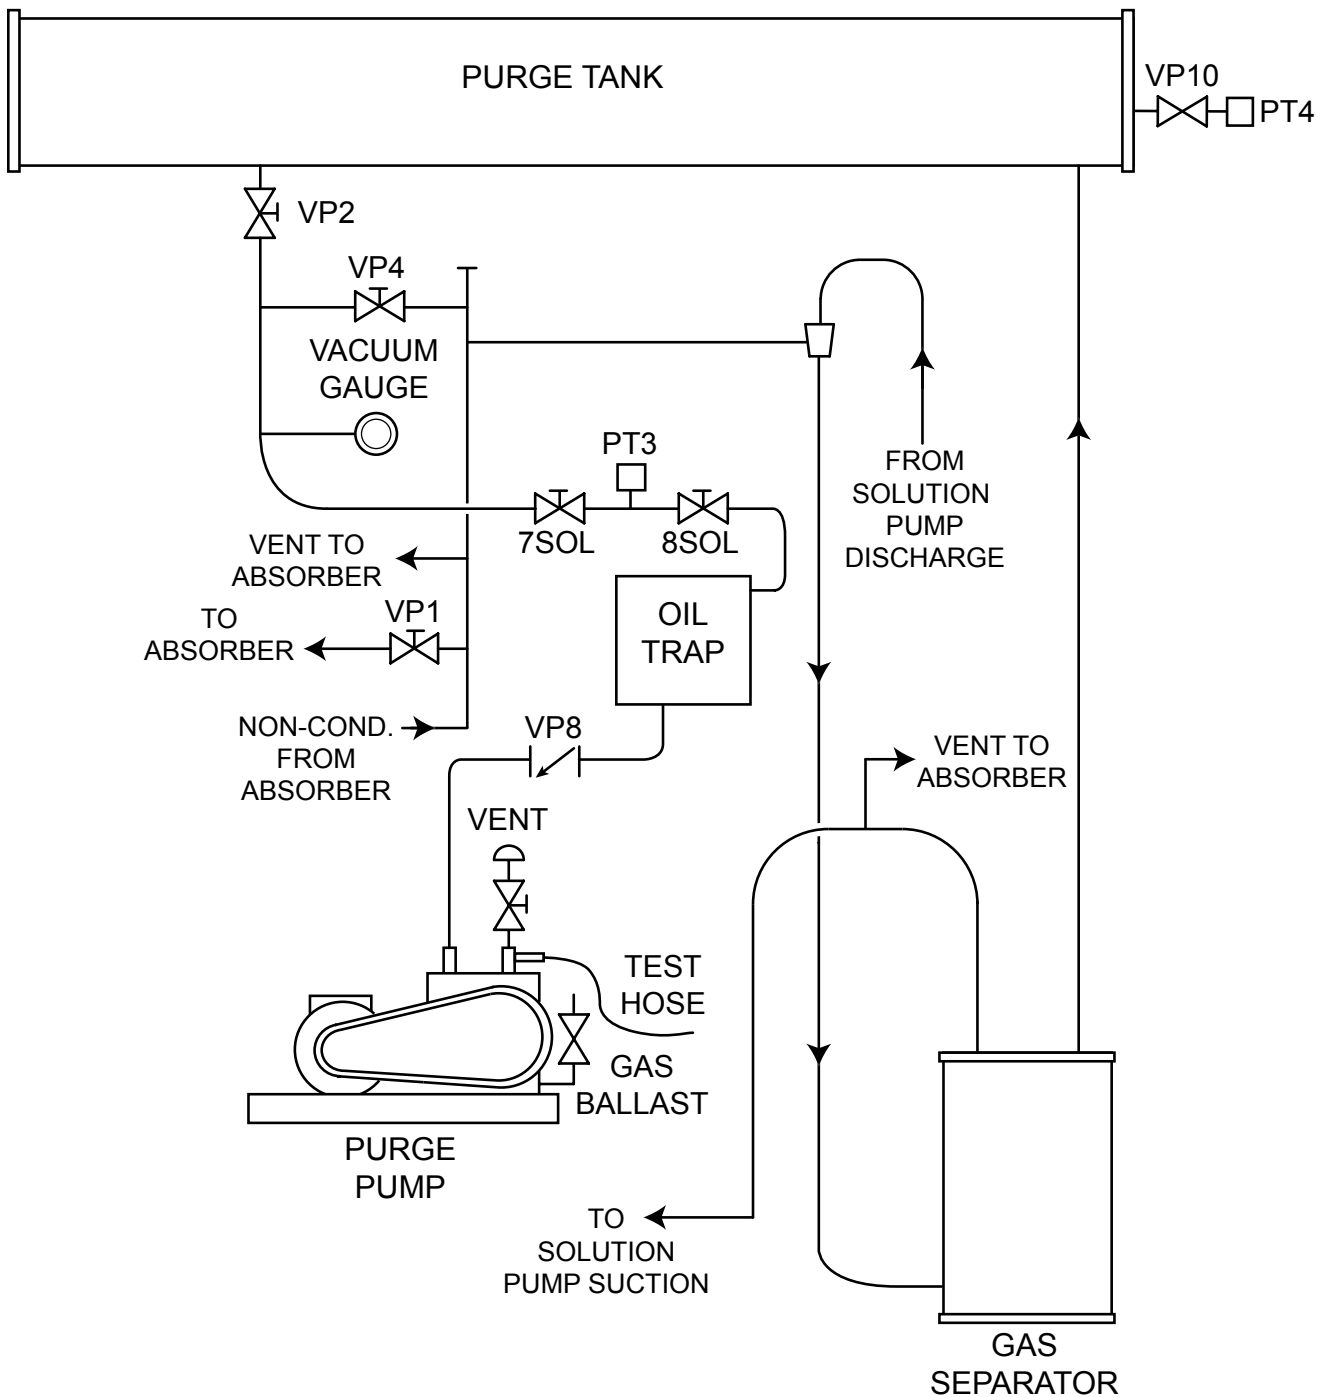 PURGE TANK
VP10
PT4
VP2
VP4
VACUUM
GAUGE
PT3
7SOL
8SOL
FROM
SOLUTION
PUMP
DISCHARGE
VENT TO
ABSORBER
VP1
TO
ABSORBER
OIL
TRAP
NON-COND.
FROM
ABSORBER
VP8
VENT TO
ABSORBER
VENT
TEST
HOSE
GAS
BALLAST
PURGE
PUMP
TO
SOLUTION
PUMP SUCTION
GAS
SEPARATOR